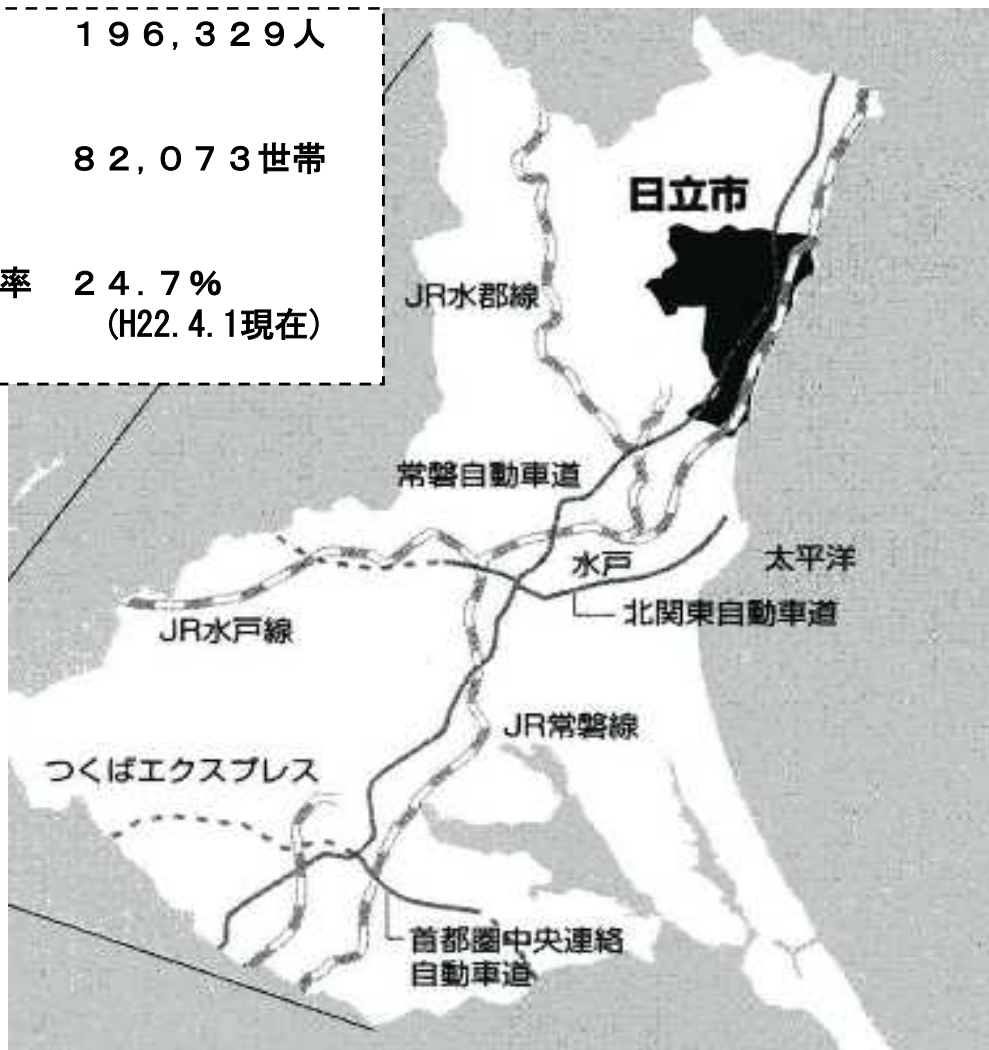 196,329人
82,073世帯
率 24.7%
(H22.4.1現在)
日立市
JR水郡線
常磐自動車道
水戸
太平洋
北関東自動車道
JR水戸線
JR常磐線
つくばエクスプレス
首都圏中央連絡
自動車道